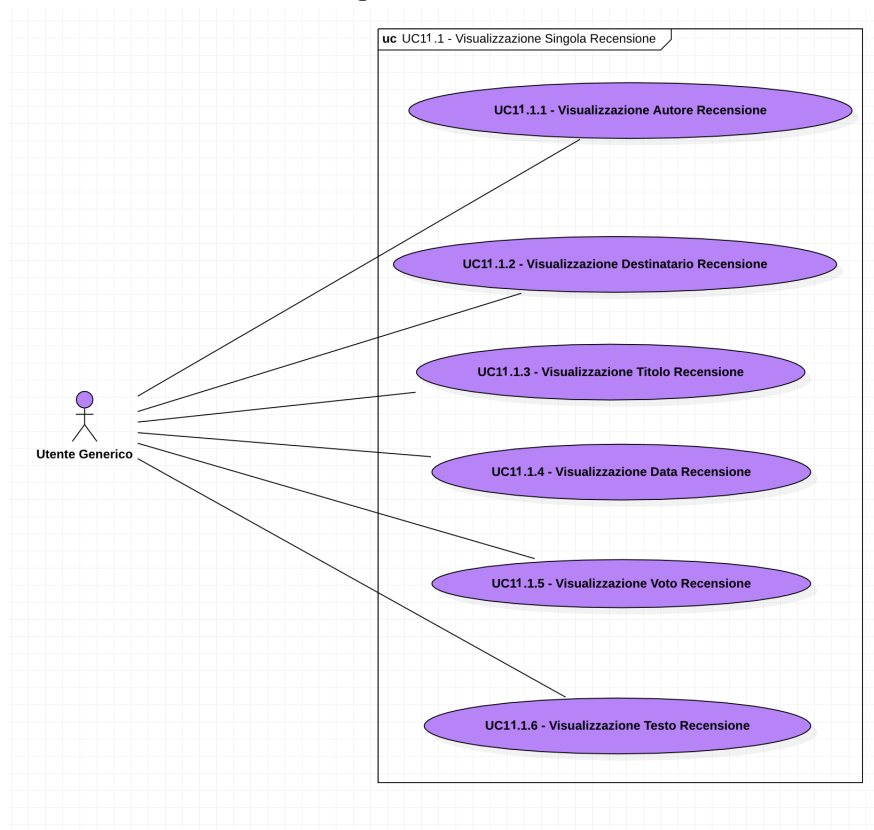 uc UC11.1 - Visualizzazione Singola Recensione
UC11.1.1 - Visualizzazione Autore Recensione
UC11.1.2 - Visualizzazione Destinatario Recensione
UC11.1.3 - Visualizzazione Titolo Recensione
Utente Generico
UC11.1.4 - Visualizzazione Data Recensione
UC11.1.5 - Visualizzazione Voto Recensione
UC11.1.6 - Visualizzazione Testo Recensione